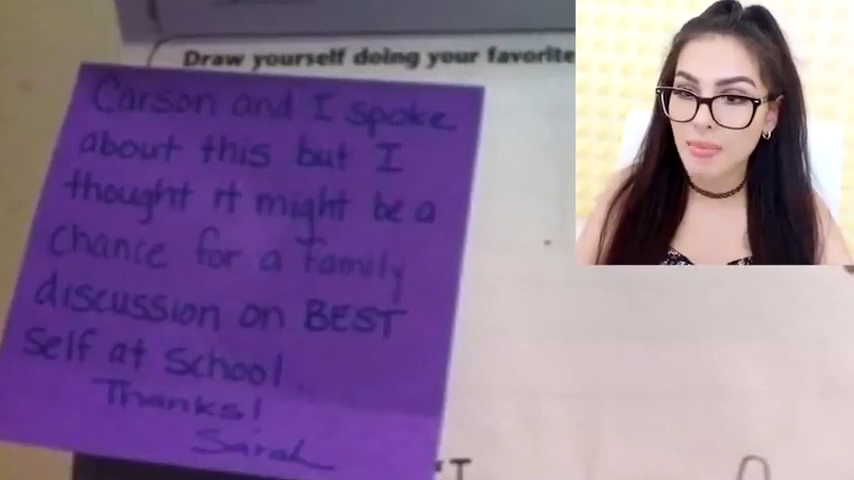 Draw yourself doing your favorite
Carson and I spoke
about this but I
thought it might be a
chance for a family
discussion on BEST
self at school.
Thanks!
Sarah